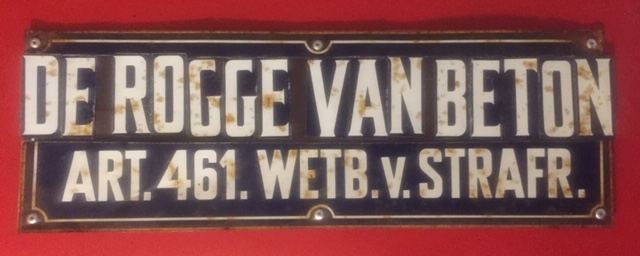 DE ROGGE VAN BETON
ART. 461. WETB. v. STRAFR.